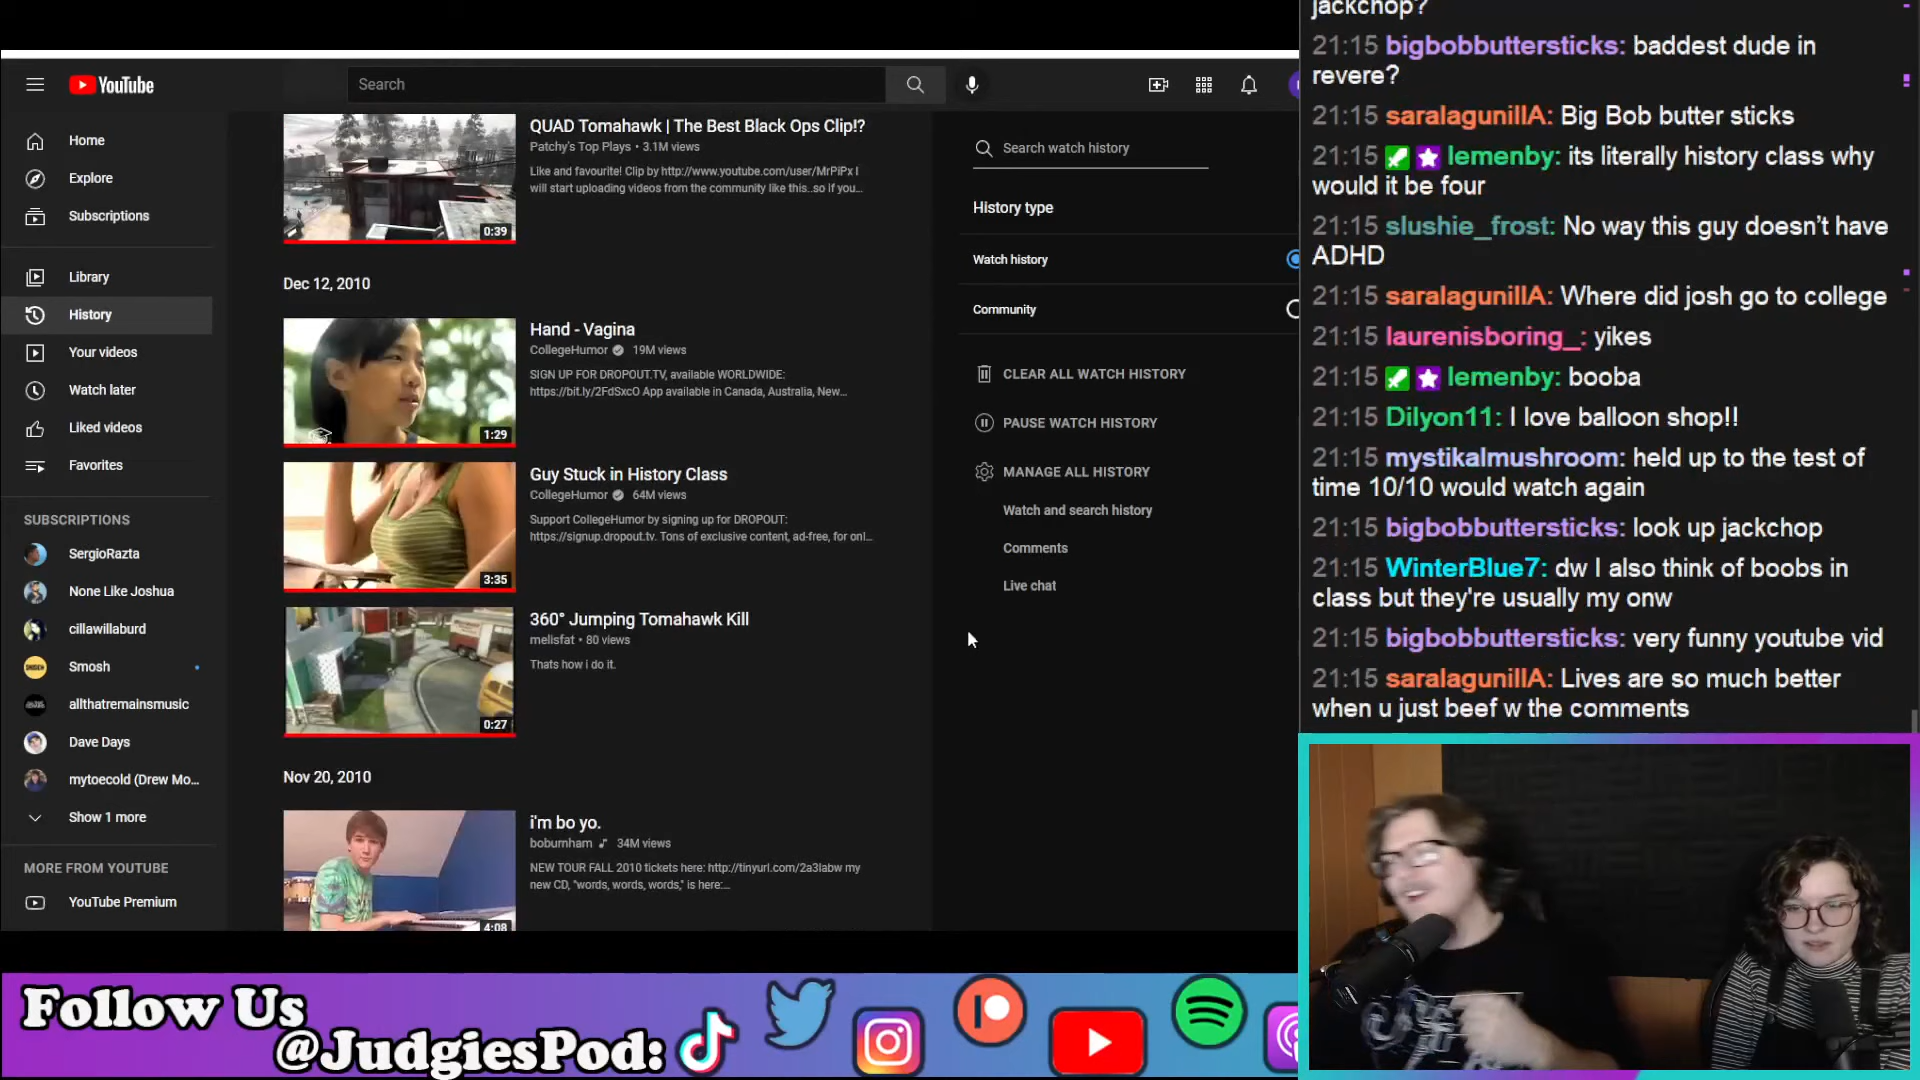 YouTube
Search
Home
Explore
Subscriptions
Library
History
Your videos
Watch later
Liked videos
Favorites
SUBSCRIPTIONS
SergioRazta
None Like Joshua
cillawillaburd
Smosh
allthatremainsmusic
Dave Days
mytoecold (Drew Mo...
Show 1 more
MORE FROM YOUTUBE
YouTube Premium
QUAD Tomahawk | The Best Black Ops Clip!?
Patchy's Top Plays • 3.1M views
Like and favourite! Clip by http://www.youtube.com/user/MrPiPx I
will start uploading videos from the community like this..so if you...
0:39
Dec 12, 2010
Hand - Vagina
CollegeHumor 19M views
SIGN UP FOR DROPOUT.TV, available WORLDWIDE:
https://bit.ly/2FdSxcO App available in Canada, Australia, New...
1:29
Guy Stuck in History Class
CollegeHumor 64M views
Support CollegeHumor by signing up for DROPOUT:
https://signup.dropout.tv. Tons of exclusive content, ad-free, for onl...
3:35
360° Jumping Tomahawk Kill
melisfat • 80 views
Thats how i do it.
0:27
Nov 20, 2010
i'm bo yo.
boburnham 34M views
NEW TOUR FALL 2010 tickets here: http://tinyurl.com/2a3labw my
new CD, "words, words, words," is here:...
4:08
Search watch history
History type
Watch history
Community
CLEAR ALL WATCH HISTORY
PAUSE WATCH HISTORY
MANAGE ALL HISTORY
Watch and search history
Comments
Live chat
jackchop?
21:15 bigbobbuttersticks: baddest dude in
revere?
21:15 saralagunillA: Big Bob butter sticks
21:15 lemenby: its literally history class why
would it be four
21:15 slushie_frost: No way this guy doesn't have
ADHD
21:15 saralagunillA: Where did josh go to college
21:15 laurenisboring_: yikes
21:15 lemenby: booba
21:15 Dilyon11: I love balloon shop!!
21:15 mystikalmushroom: held up to the test of
time 10/10 would watch again
21:15 bigbobbuttersticks: look up jackchop
21:15 WinterBlue7: dw I also think of boobs in
class but they're usually my onw
21:15 bigbobbuttersticks: very funny youtube vid
21:15 saralagunillA: Lives are so much better
when u just beef w the comments
Follow Us
@JudgiesPod: